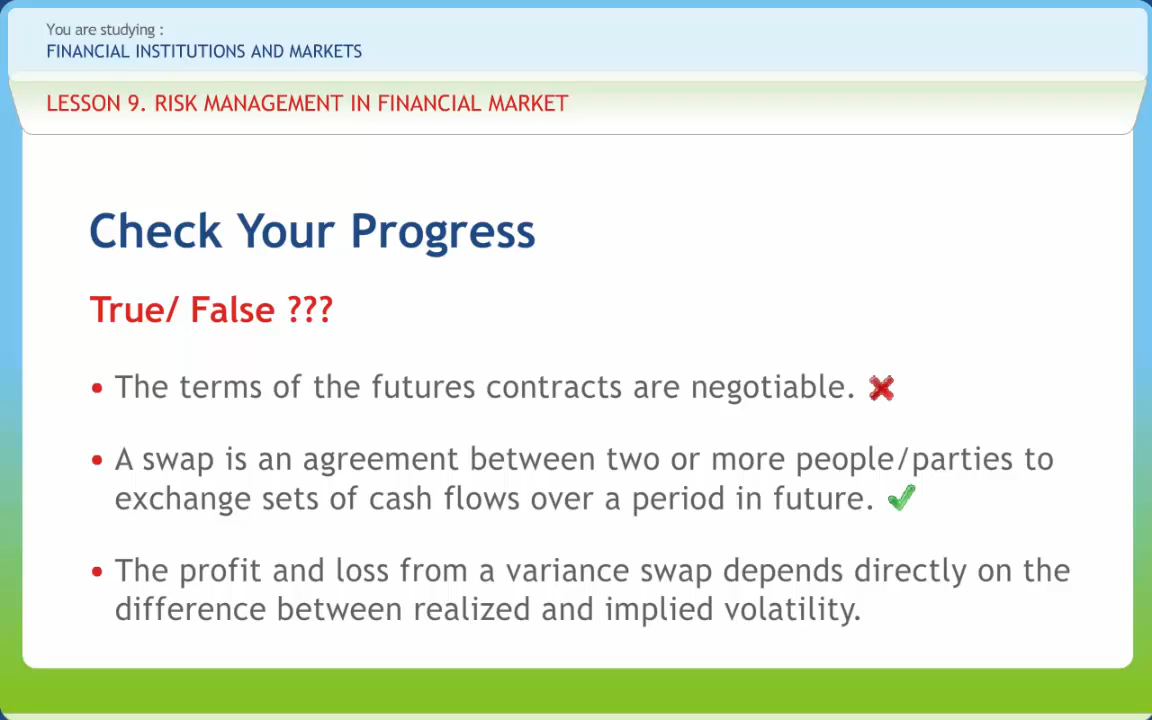 You are studying :
FINANCIAL INSTITUTIONS AND MARKETS
LESSON 9. RISK MANAGEMENT IN FINANCIAL MARKET
Check Your Progress
True/ False ???
• The terms of the futures contracts are negotiable.
• A swap is an agreement between two or more people/parties to
exchange sets of cash flows over a period in future.
• The profit and loss from a variance swap depends directly on the
difference between realized and implied volatility.